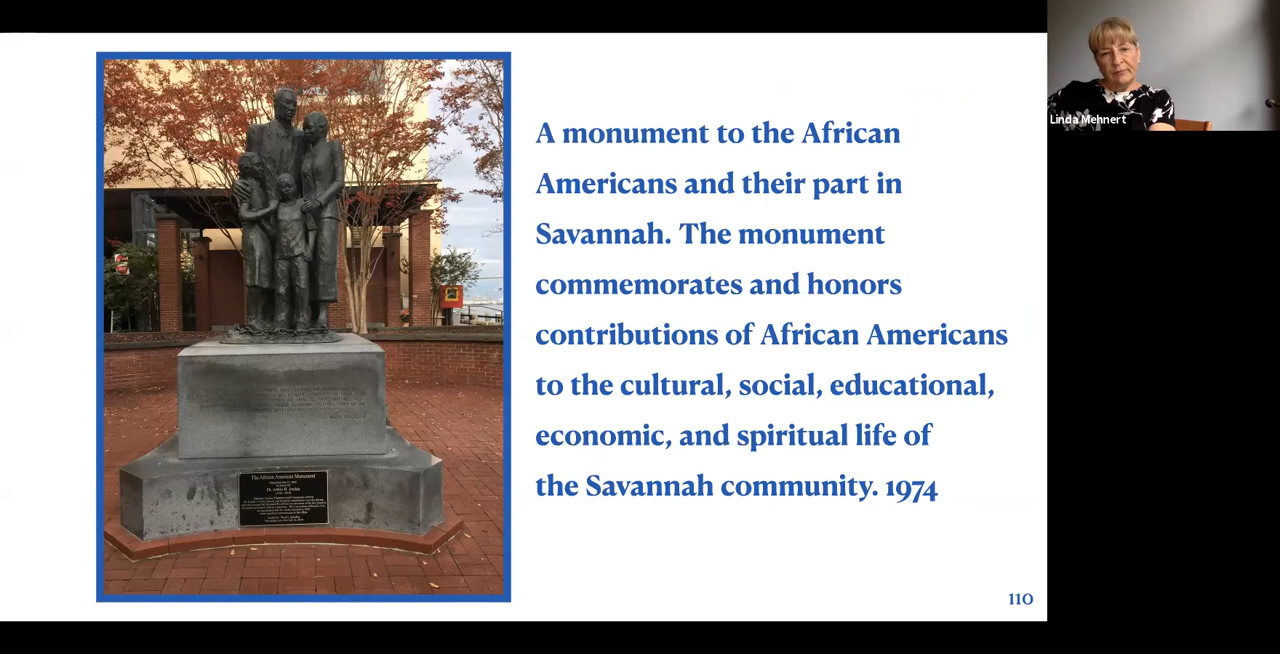 A monument to the African
Americans and their part in
Savannah. The monument
commemorates and honors
contributions of African Americans
to the cultural, social, educational,
economic, and spiritual life of
the Savannah community. 1974
110
Linda Mehnert
The African American Monument